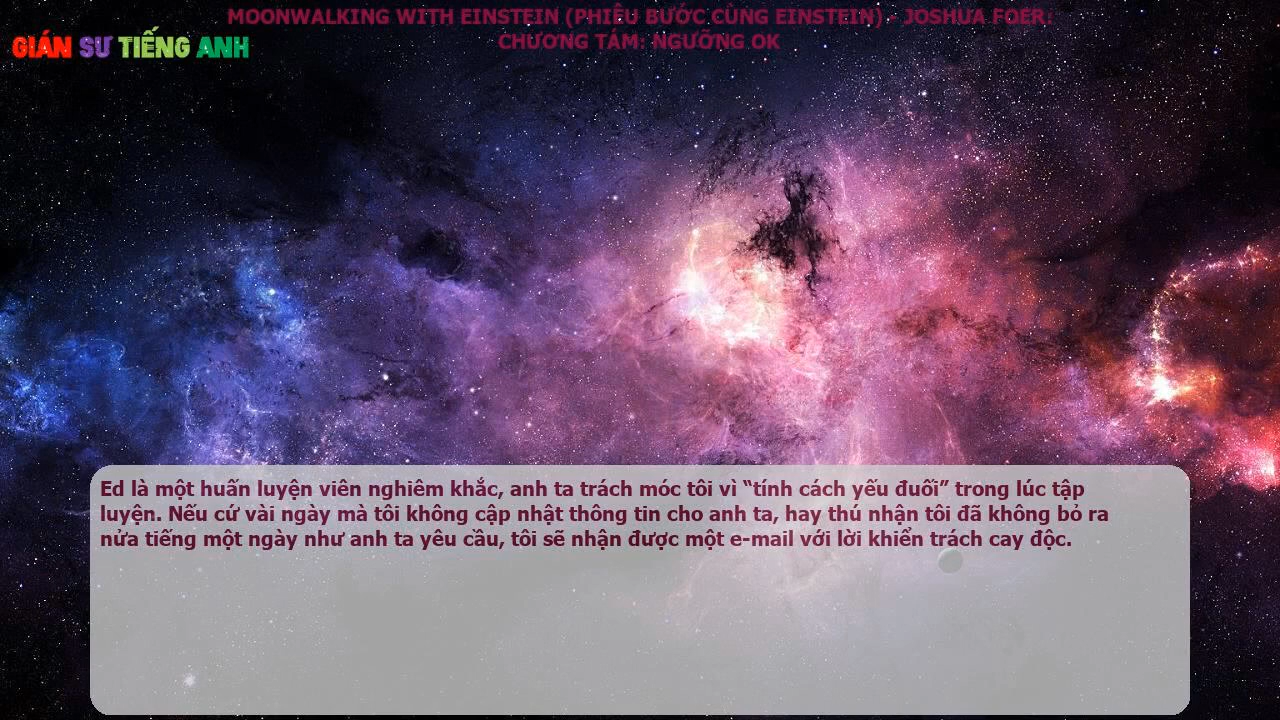 MOONWALKING WITH EINSTEIN (PHIÊU BƯỚC CÙNG EINSTEIN) - JOSHUA FOER:
CHƯƠNG TÁM: NGƯỠNG OK
GIÁN SƯ TIẾNG ANH
Ed là một huấn luyện viên nghiêm khắc, anh ta trách móc tôi vì “tính cách yếu đuối” trong lúc tập
luyện. Nếu cứ vài ngày mà tôi không cập nhật thông tin cho anh ta, hay thú nhận tôi đã không bỏ ra
nửa tiếng một ngày như anh ta yêu cầu, tôi sẽ nhận được một e-mail với lời khiển trách cay độc.